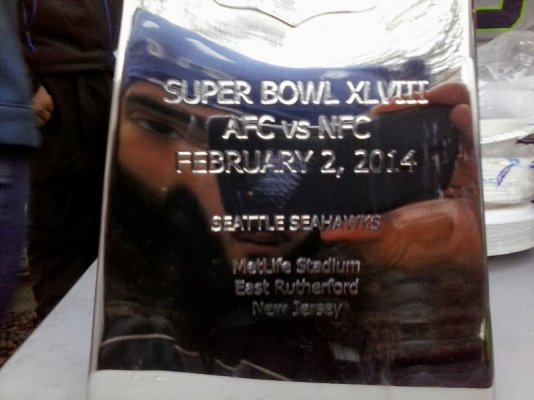 SUPER BOWL XLVIII
AFC vs NFC
FEBRUARY 2, 2014
SEATTLE SEAHAWKS
MetLife Stadium
East Rutherford
New Jersey